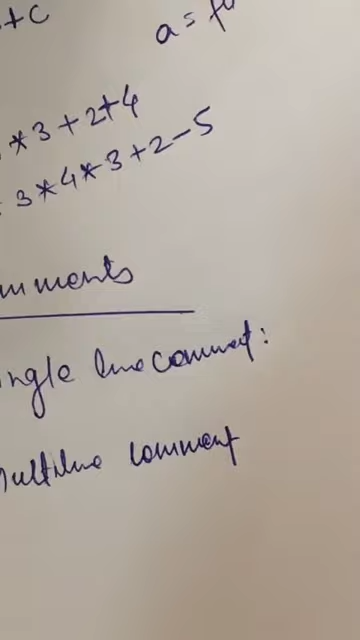 +C
a =
*3+2+4
3*4*3+2-5
mments
ngle line comment:
ultiline comment